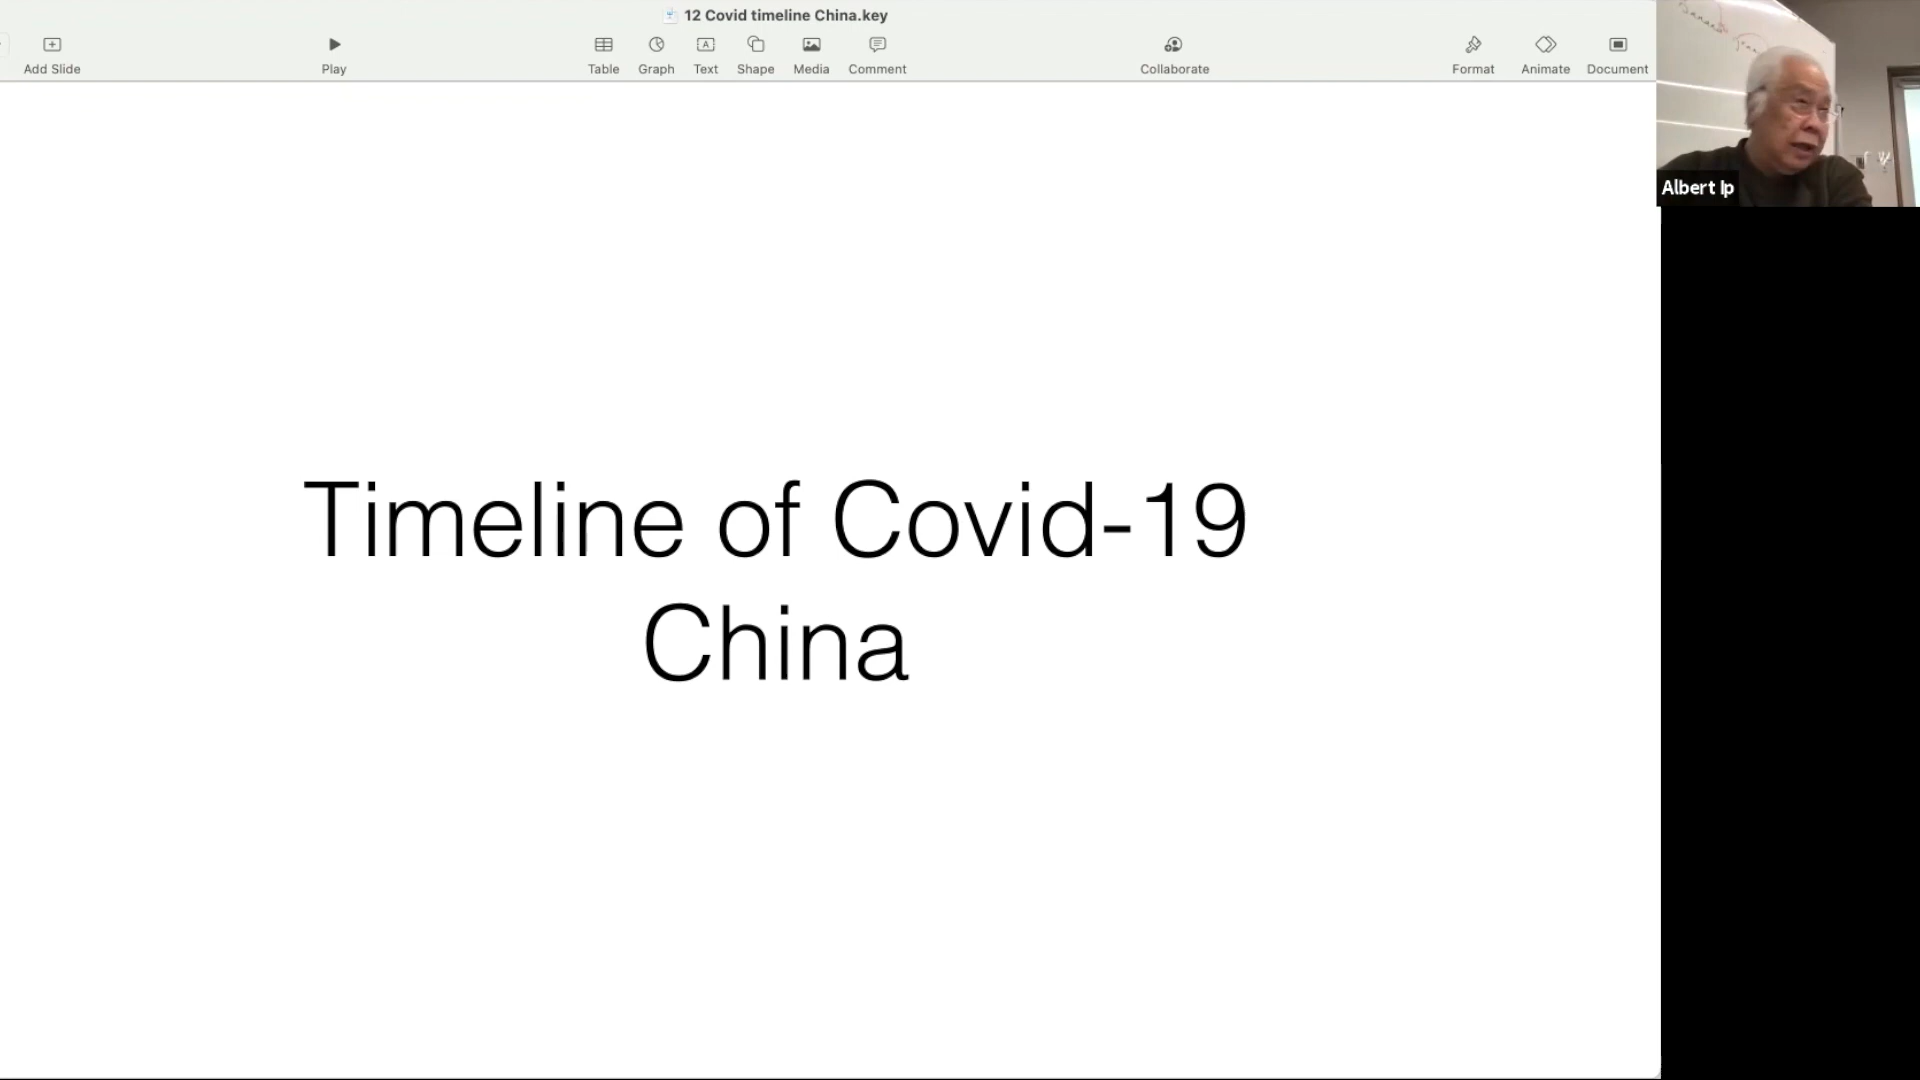 12 Covid timeline China.key
Add Slide
Play
Table
Graph
Text
Shape
Media
Comment
Collaborate
Format
Animate
Document
Albert Ip
Timeline of Covid-19
China